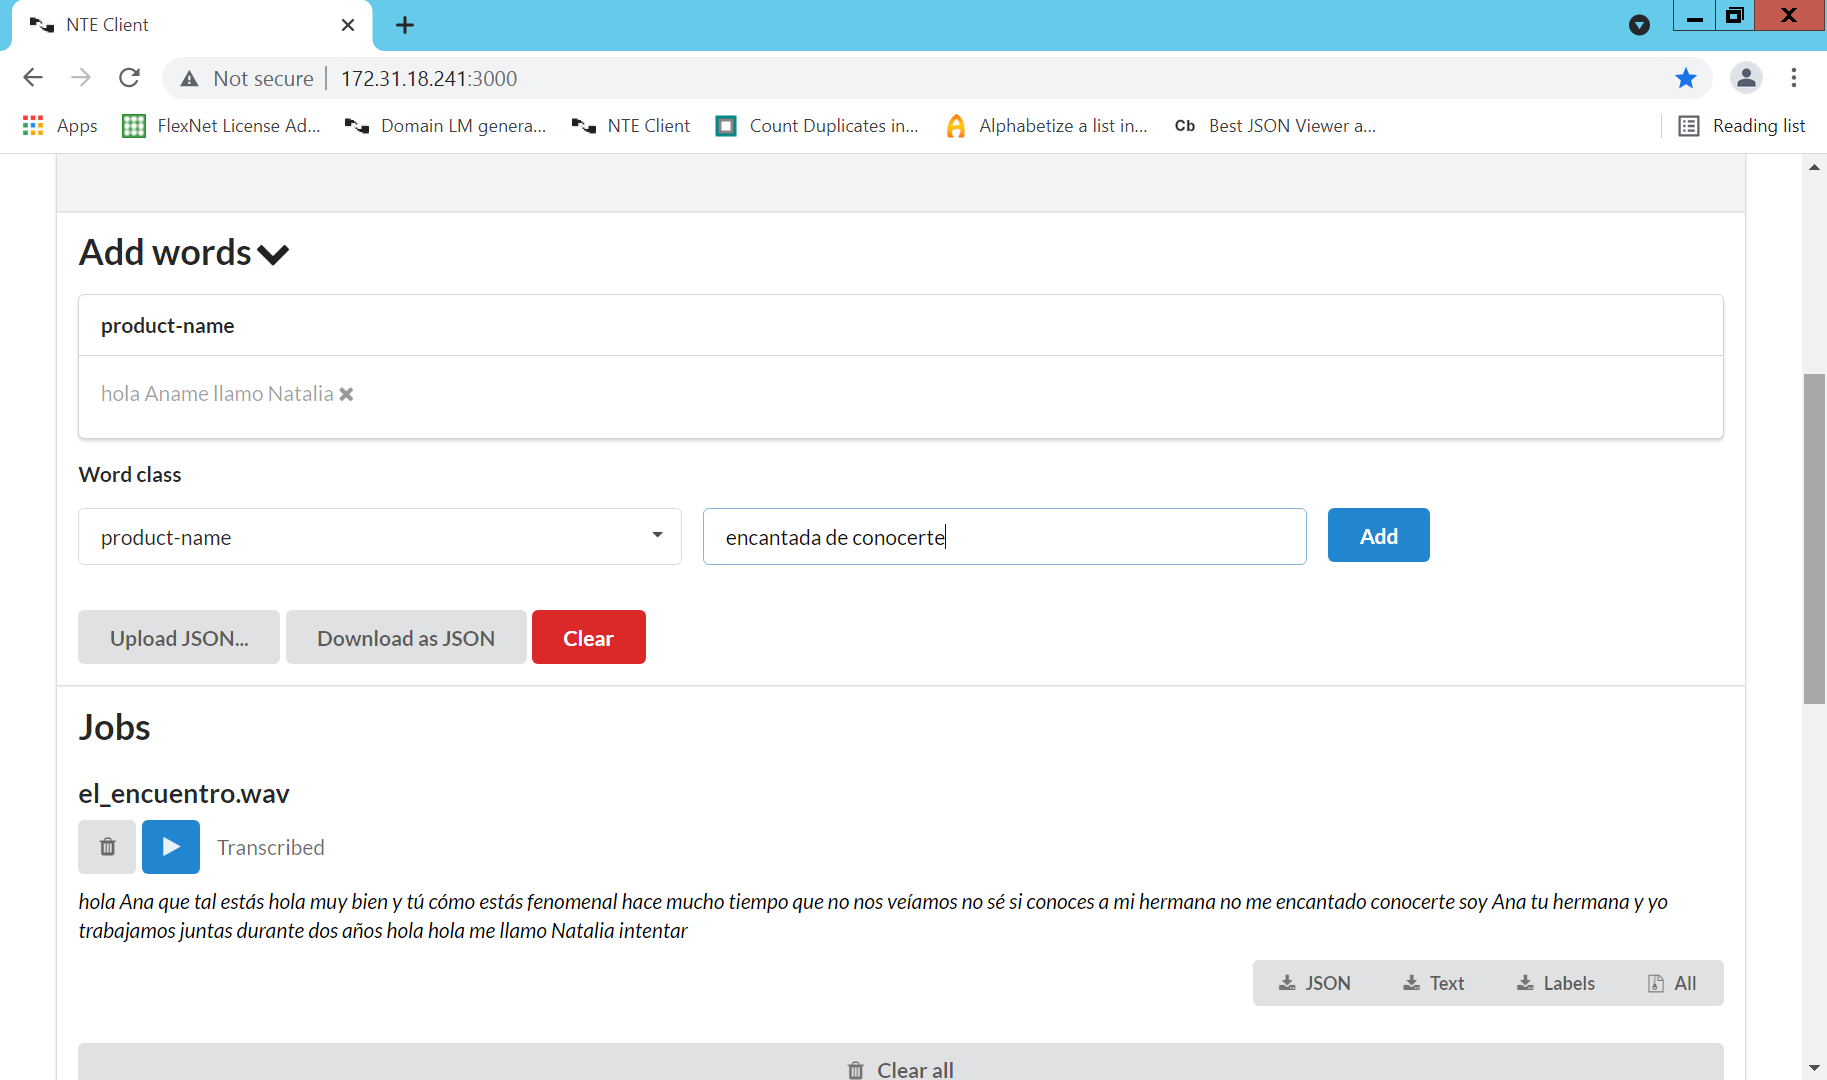 NTE Client
Not secure | 172.31.18.241:3000
Apps FlexNet License Ad... Domain LM genera... NTE Client Count Duplicates in... Alphabetize a list in... Cb Best JSON Viewer a... Reading list
Add words
product-name
hola Aname llamo Natalia
Word class
product-name encantada de conocerte Add
Upload JSON... Download as JSON Clear
Jobs
el_encuentro.wav
Transcribed
hola Ana que tal estás hola muy bien y tú cómo estás fenomenal hace mucho tiempo que no nos veíamos no sé si conoces a mi hermana no me encantado conocerte soy Ana tu hermana y yo
trabajamos juntas durante dos años hola hola me llamo Natalia intentar
JSON Text Labels All
Clear all